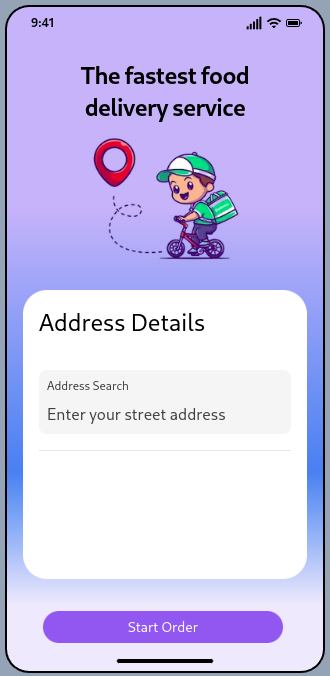 9:41
The fastest food
delivery service
Address Details
Address Search
Enter your street address
Start Order